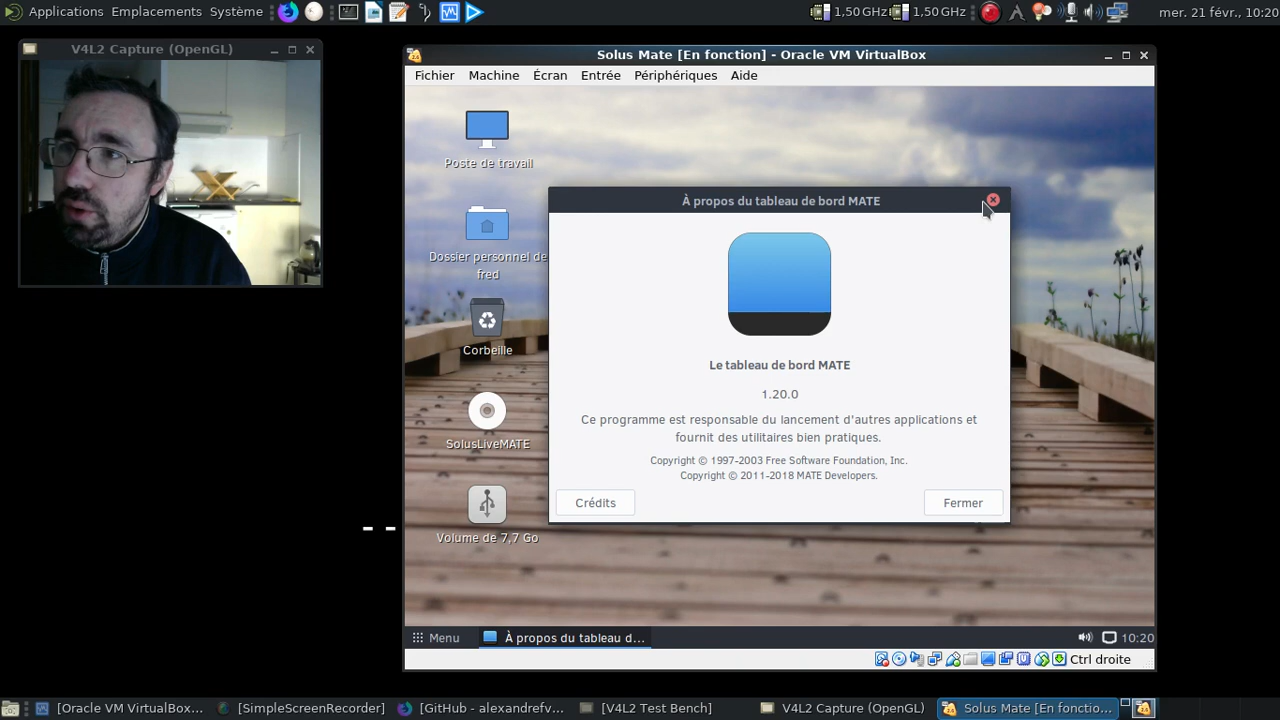 Applications Emplacements Système
1,50 GHz 1,50 GHz
mer. 21 févr., 10:20
V4L2 Capture (OpenGL)
Solus Mate [En fonction] - Oracle VM VirtualBox
Fichier Machine Écran Entrée Périphériques Aide
Poste de travail
Dossier personnel de
fred
Corbeille
SolusLiveMATE
Volume de 7,7 Go
À propos du tableau de bord MATE
Le tableau de bord MATE
1.20.0
Ce programme est responsable du lancement d'autres applications et
fournit des utilitaires bien pratiques.
Copyright © 1997-2003 Free Software Foundation, Inc.
Copyright © 2011-2018 MATE Developers.
Crédits Fermer
- -
Menu À propos du tableau d... 10:20
Ctrl droite
[Oracle VM VirtualBox... [SimpleScreenRecorder] [GitHub - alexandrefv... [V4L2 Test Bench] V4L2 Capture (OpenGL) Solus Mate [En fonctio...